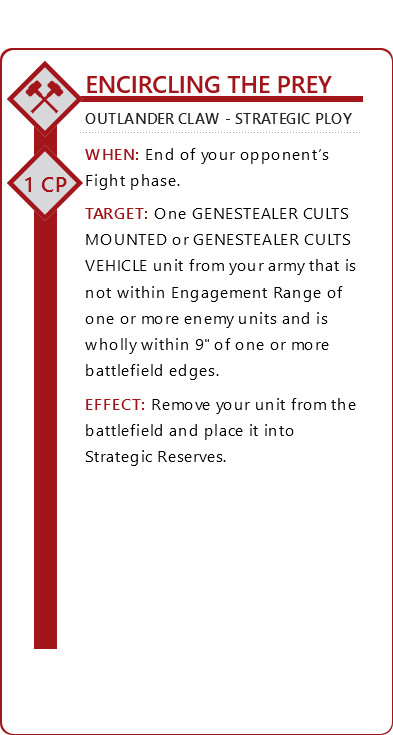 ENCIRCLING THE PREY
OUTLANDER CLAW - STRATEGIC PLOY
WHEN: End of your opponent’s
1 CP
Fight phase.
TARGET: One GENESTEALER CULTS
MOUNTED or GENESTEALER CULTS
VEHICLE unit from your army that is
not within Engagement Range of
one or more enemy units and is
wholly within 9" of one or more
battlefield edges.
EFFECT: Remove your unit from the
battlefield and place it into
Strategic Reserves.